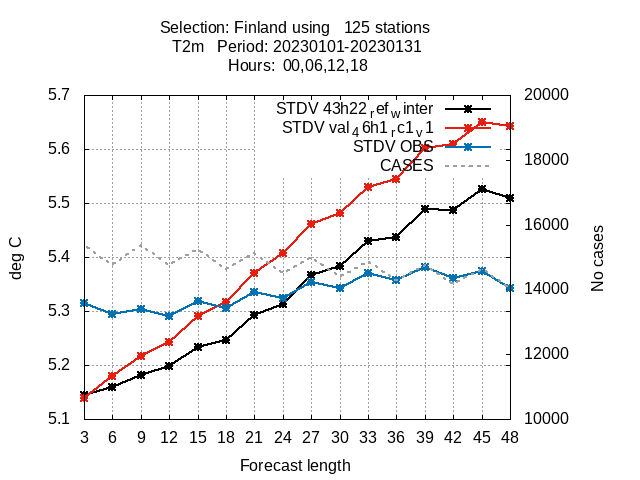 Selection: Finland using   125 stations
T2m   Period: 20230101-20230131
Hours: 00,06,12,18
STDV 43h22_ref_winter
STDV val_46h1_rc1_v1
STDV OBS
CASES
5.7
5.6
5.5
5.4
5.3
5.2
5.1
20000
18000
16000
14000
12000
10000
deg C
No cases
3 6 9 12 15 18 21 24 27 30 33 36 39 42 45 48
Forecast length